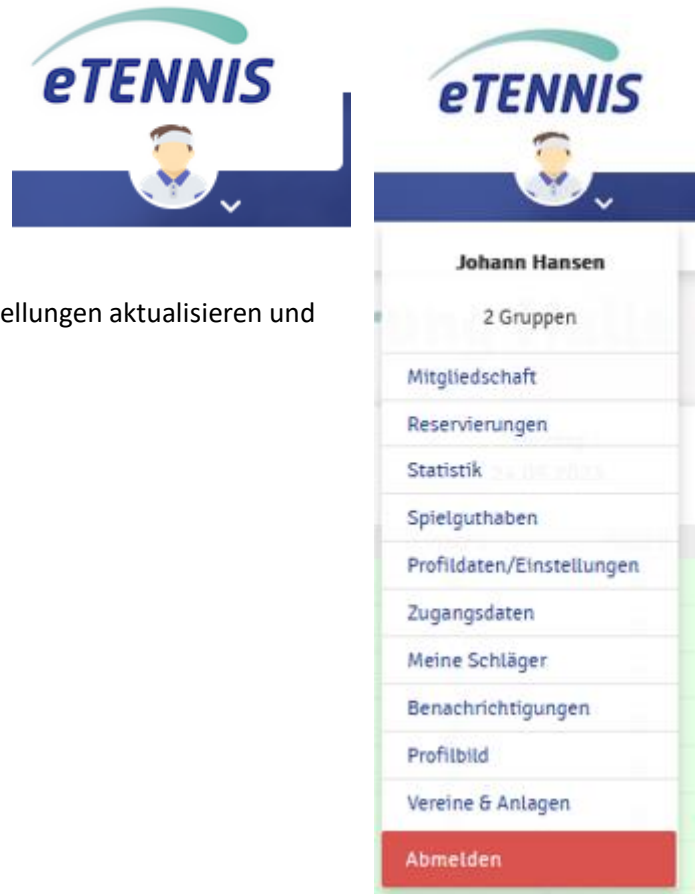 eTENNIS
ellungen aktualisieren und
eTENNIS
Johann Hansen
2 Gruppen
Mitgliedschaft
Reservierungen
Statistik
Spielguthaben
Profildaten/Einstellungen
Zugangsdaten
Meine Schläger
Benachrichtigungen
Profilbild
Vereine & Anlagen
Abmelden